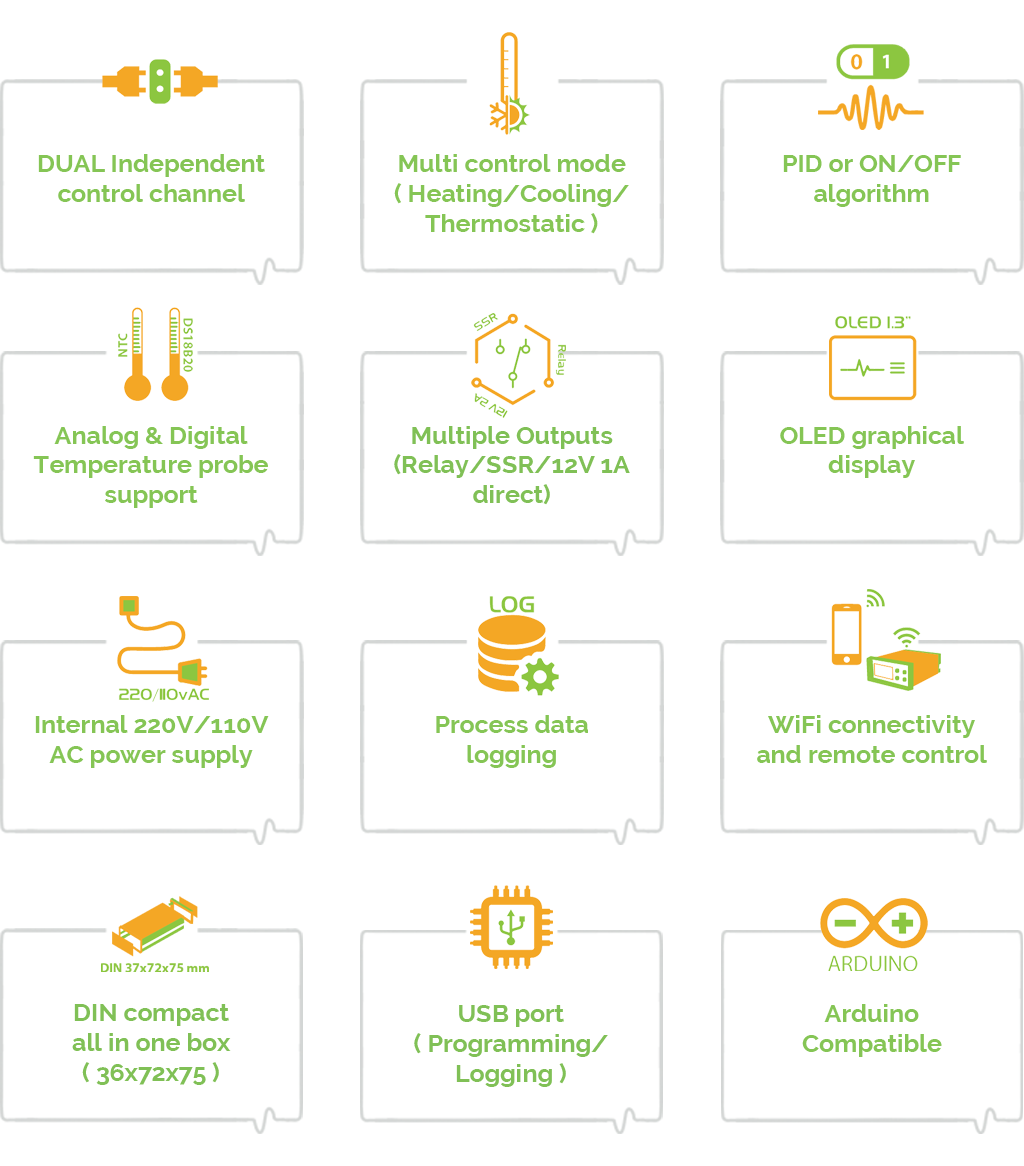 0 1
DUAL Independent
control channel
Multi control mode
( Heating/Cooling/
Thermostatic )
PID or ON/OFF
algorithm
NTC
DS18B20
Analog & Digital
Temperature probe
support
SSR
Relay
12V 2A
Multiple Outputs
(Relay/SSR/12V 1A
direct)
OLED 1.3"
OLED graphical
display
220/110vAC
Internal 220V/110V
AC power supply
LOG
Process data
logging
WiFi connectivity
and remote control
DIN 37x72x75 mm
DIN compact
all in one box
( 36x72x75 )
USB port
( Programming/
Logging )
ARDUINO
Arduino
Compatible